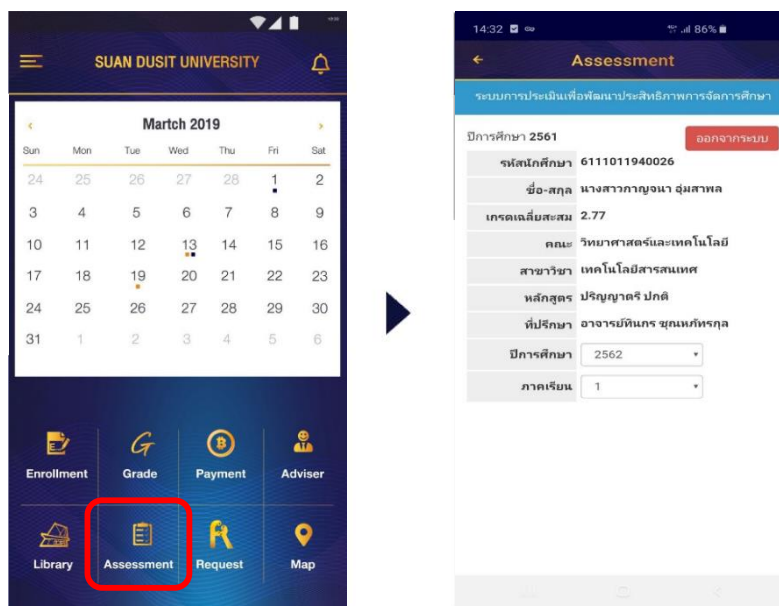 SUAN DUSIT UNIVERSITY
Martch 2019
Sun Mon Tue Wed Thu Fri Sat
24 25 26 27 28 1 2
3 4 5 6 7 8 9
10 11 12 13 14 15 16
17 18 19 20 21 22 23
24 25 26 27 28 29 30
31 1 2 3 4 5 6
Enrollment Grade Payment Adviser
Library Assessment Request Map
14:32 86%
Assessment
ระบบการประเมินเพื่อพัฒนาประสิทธิภาพการจัดการศึกษา
ปีการศึกษา 2561 ออกจากระบบ
รหัสนักศึกษา 6111011940026
ชื่อ-สกุล นางสาวกาญจนา อุ่มสาพล
เกรดเฉลี่ยสะสม 2.77
คณะ วิทยาศาสตร์และเทคโนโลยี
สาขาวิชา เทคโนโลยีสารสนเทศ
หลักสูตร ปริญญาตรี ปกติ
ที่ปรึกษา อาจารย์ทินกร ชุณหภัทรกุล
ปีการศึกษา 2562
ภาคเรียน 1